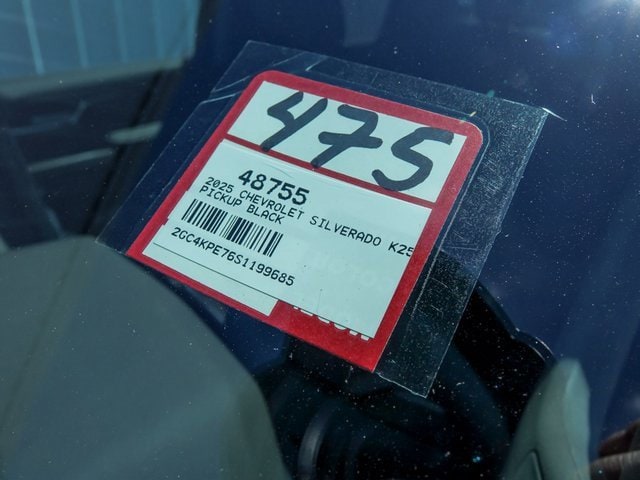 475
48755
2025 CHEVROLET SILVERADO K25
PICKUP BLACK
2GC4KPE76S1199685